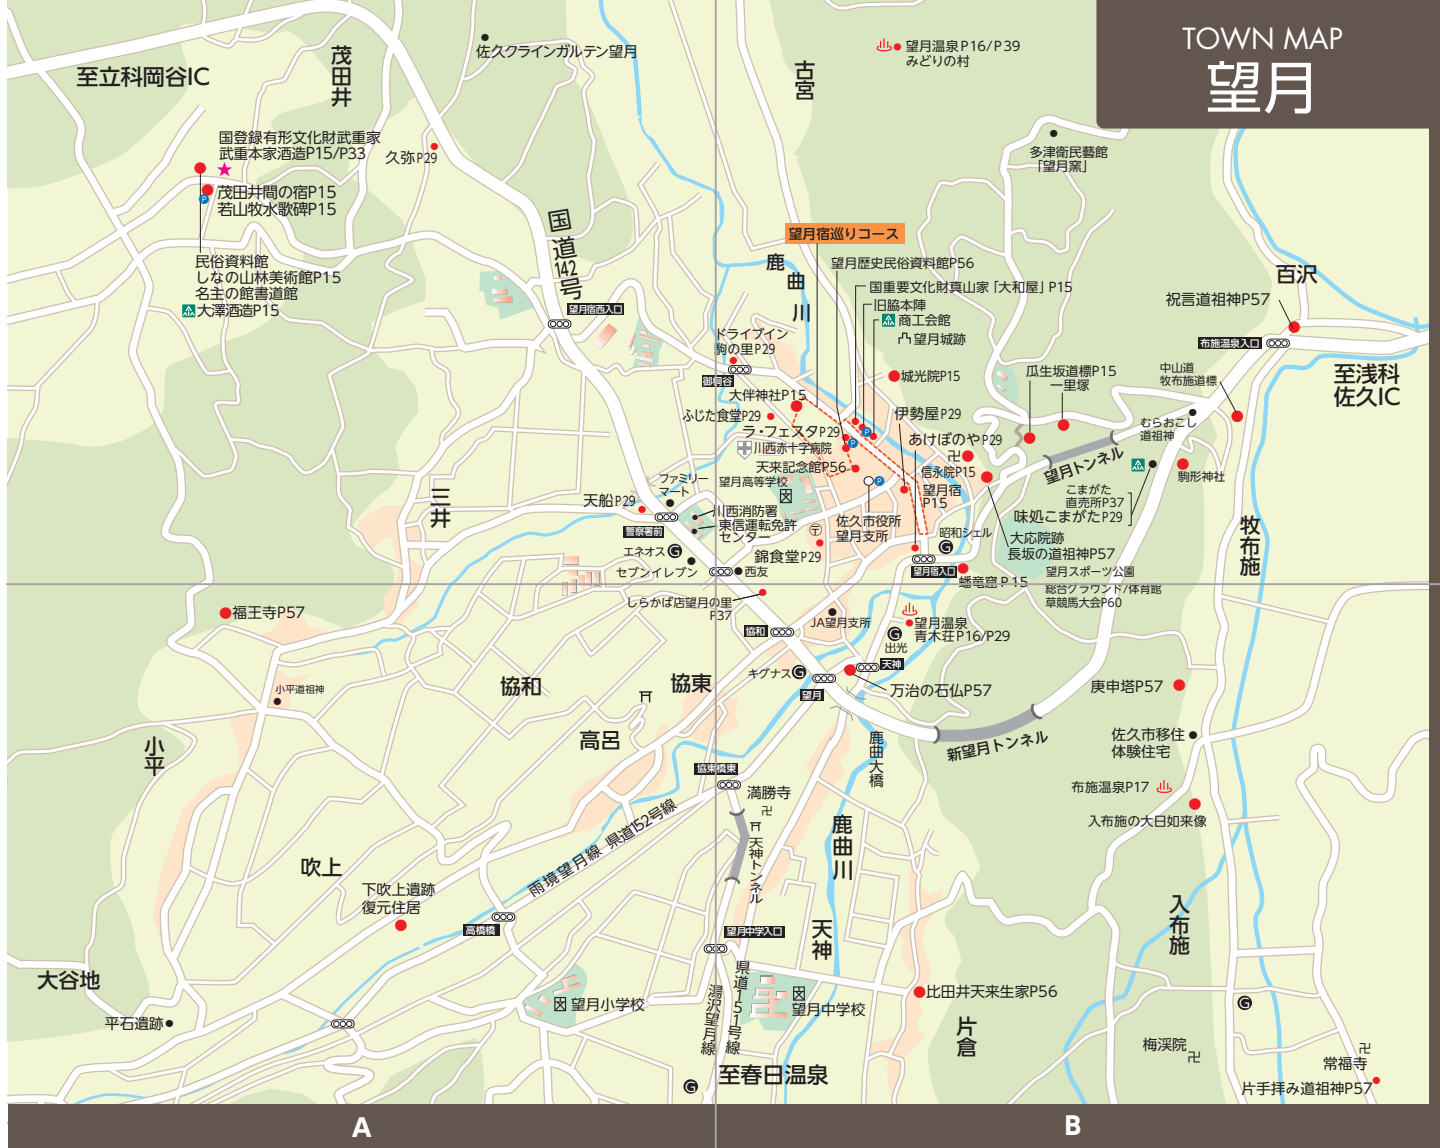 TOWN MAP
望月
至立科岡谷IC
茂田井
佐久クラインガルテン望月
古宮
望月温泉P16/P39
みどりの村
国登録有形文化財武重家
武重本家酒造P15/P33
久弥P29
茂田井間の宿P15
若山牧水歌碑P15
民俗資料館
しなの山林美術館P15
名主の館書道館
大澤酒造P15
国道142号
望月宿西入口
多津衛民藝館
「望月窯」
望月宿巡りコース
鹿曲川
望月歴史民俗資料館P56
国重要文化財真山家「大和屋」P15
旧脇本陣
商工会館
望月城跡
百沢
祝言道祖神P57
布施温泉入口
至浅科
佐久IC
ドライブイン
駒の里P29
御桐谷
大伴神社P15
城光院P15
瓜生坂道標P15
一里塚
中山道
牧布施道標
ふじた食堂P29
ラ・フェスタP29
川西赤十字病院
伊勢屋P29
あけぼのやP29
むらおこし
道祖神
望月トンネル
天来記念館P56
望月高等学校
信永院P15
望月宿
P15
駒形神社
こまがた
直売所P37
味処こまがたP29
三井
天船P29
ファミリー
マート
川西消防署
東信運転免許
センター
警察署前
佐久市役所
望月支所
昭和シェル
大応院跡
長坂の道祖神P57
牧布施
エネオス
セブンイレブン
西友
錦食堂P29
望月宿入口
蟠竜窟P15
望月スポーツ公園
総合グラウンド/体育館
草競馬大会P60
しらかば店望月の里
P37
福王寺P57
JA望月支所
望月温泉
青木荘P16/P29
出光
協和
天神
キグナス
望月
万治の石仏P57
庚申塔P57
小平道祖神
協和
協東
小平
高呂
鹿曲大橋
新望月トンネル
佐久市移住
体験住宅
協東橋東
満勝寺
布施温泉P17
入布施の大日如来像
雨境望月線 県道152号線
天神トンネル
鹿曲川
吹上
下吹上遺跡
復元住居
高橋橋
望月中学入口
天神
入布施
大谷地
平石遺跡
望月小学校
湯沢望月線
県道151号線
望月中学校
比田井天来生家P56
片倉
梅渓院
常福寺
片手拝み道祖神P57
至春日温泉
A
B